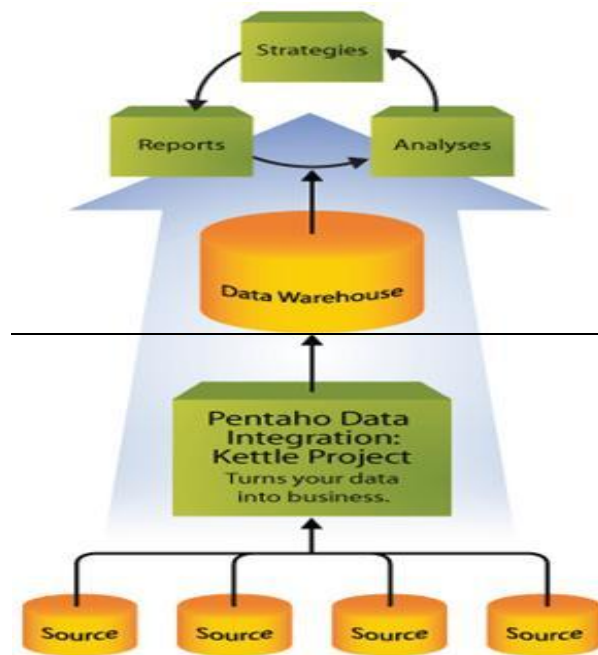 Strategies
Reports
Analyses
Data Warehouse
Pentaho Data
Integration:
Kettle Project
Turns your data
into business.
Source
Source
Source
Source